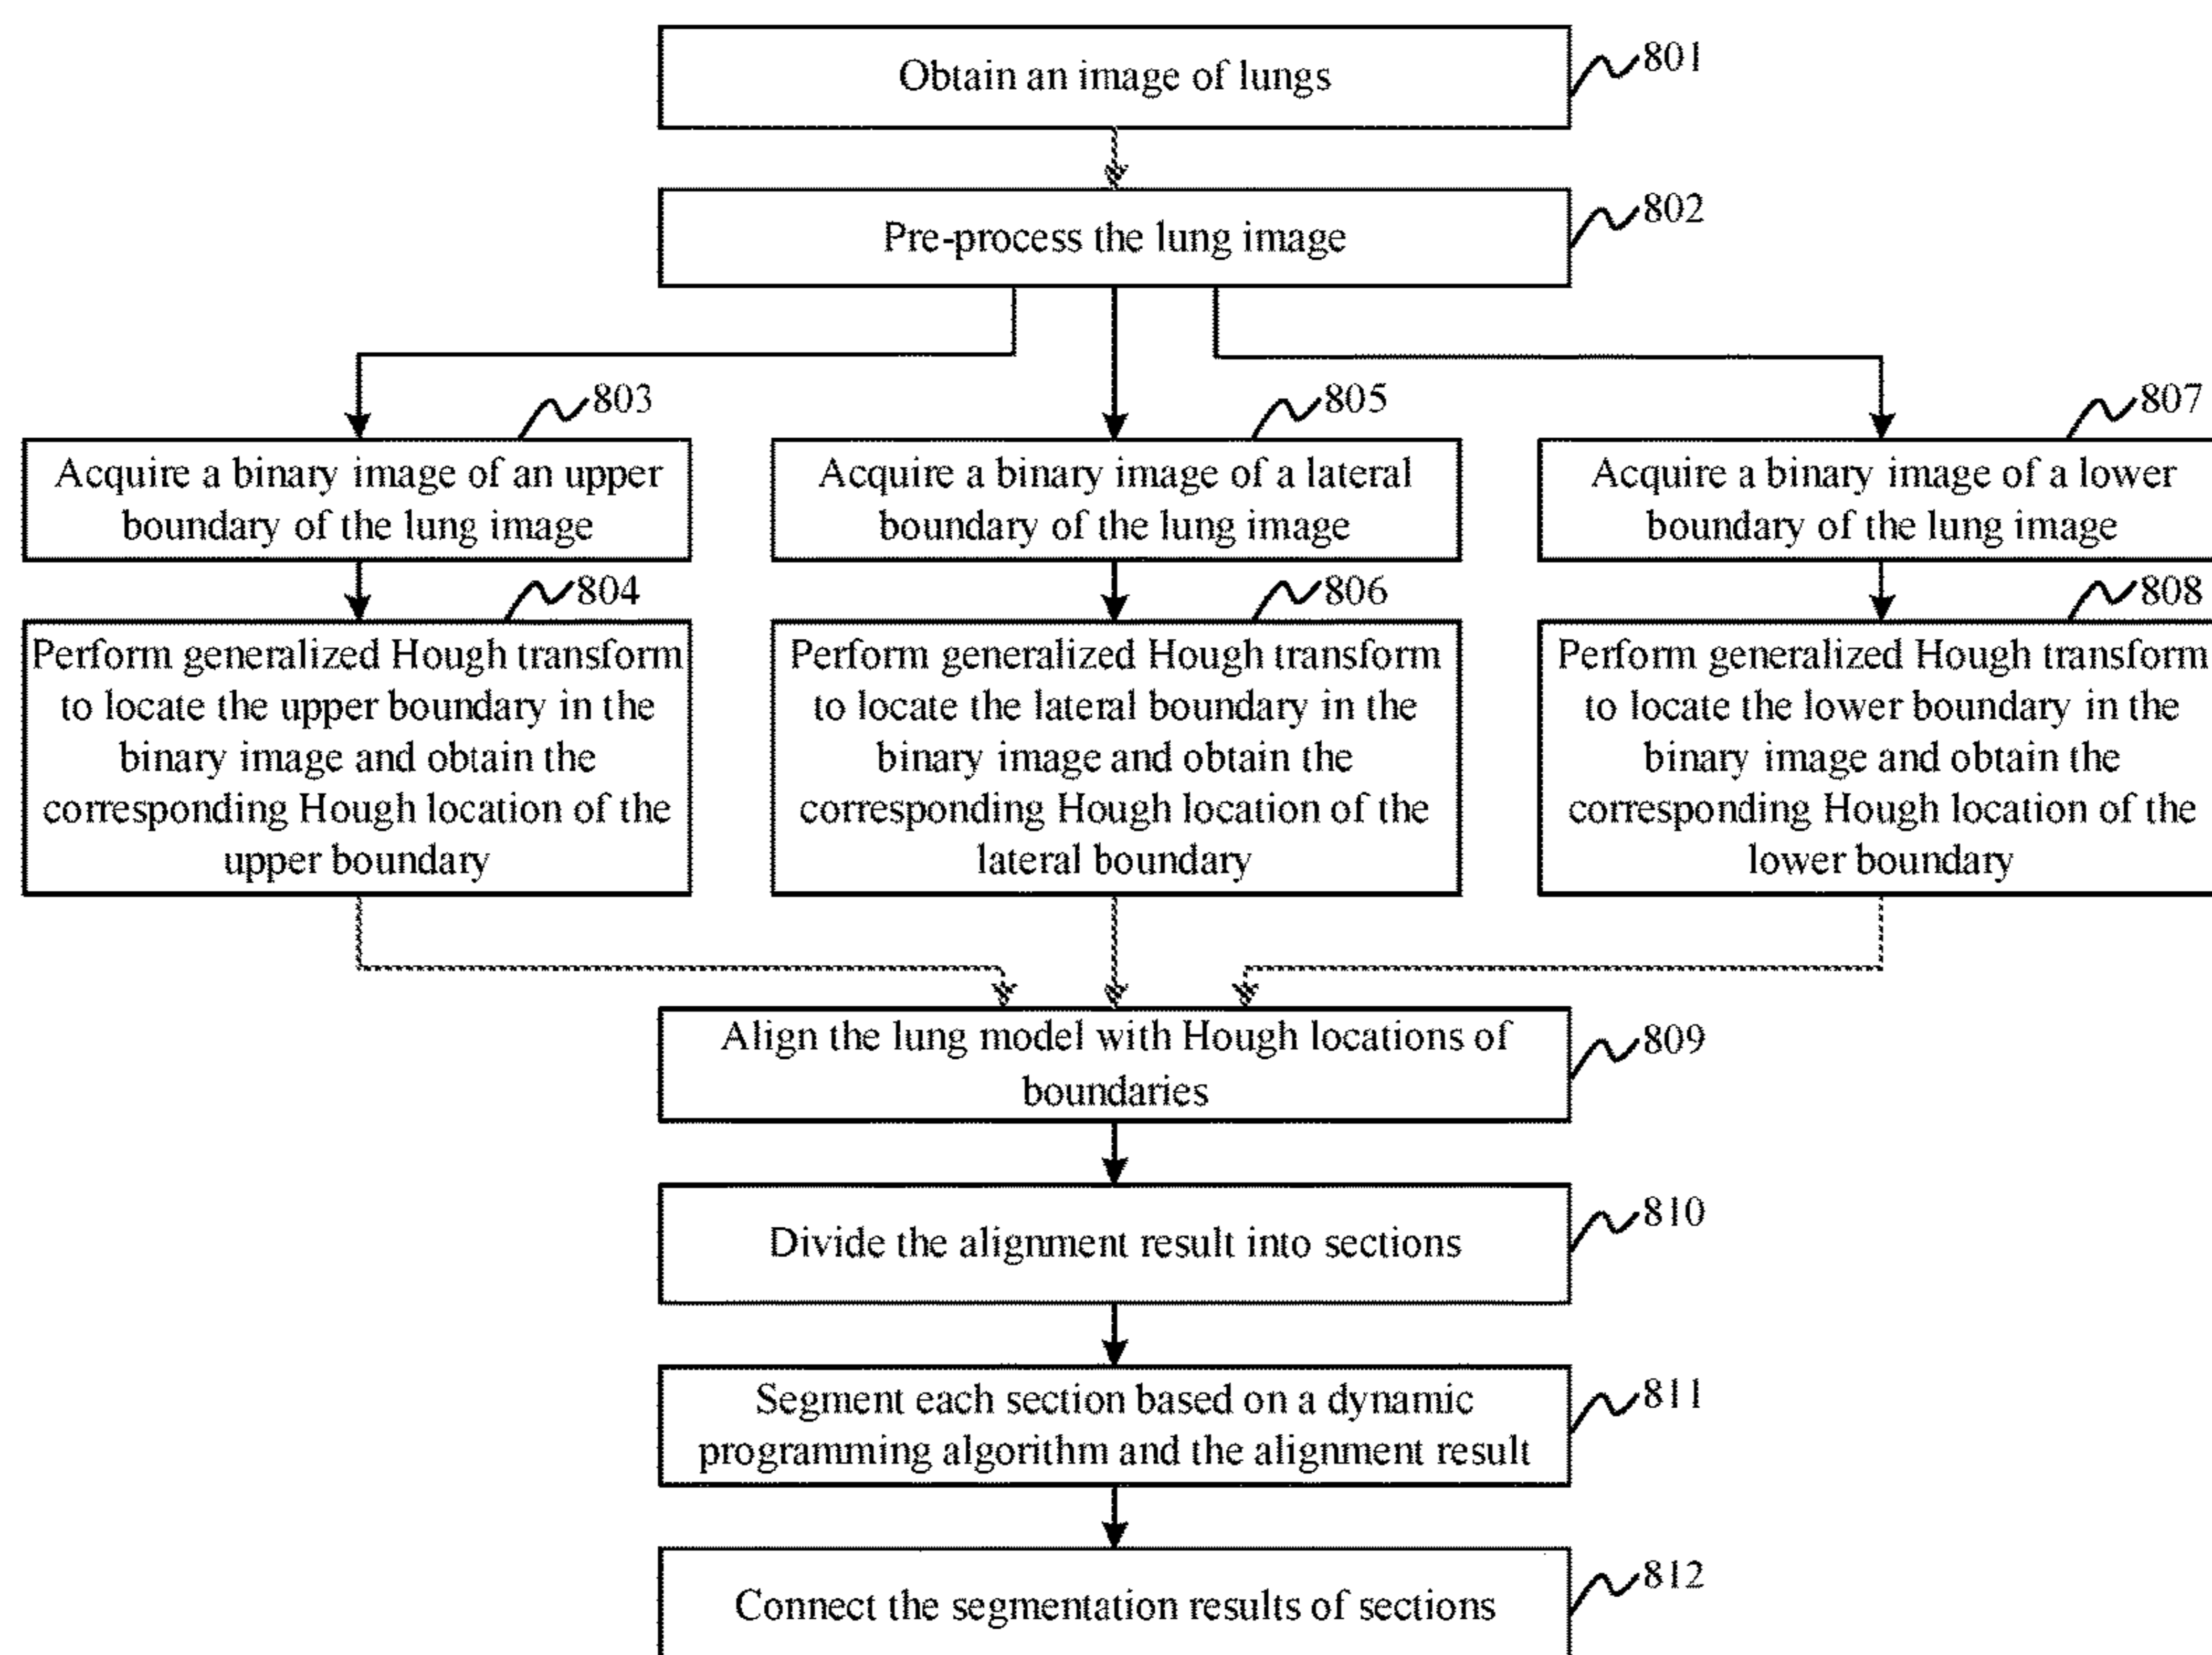 Obtain an image of lungs
801
Pre-process the lung image
802
803
Acquire a binary image of an upper
boundary of the lung image
805
Acquire a binary image of a lateral
boundary of the lung image
807
Acquire a binary image of a lower
boundary of the lung image
804
Perform generalized Hough transform
to locate the upper boundary in the
binary image and obtain the
corresponding Hough location of the
upper boundary
806
Perform generalized Hough transform
to locate the lateral boundary in the
binary image and obtain the
corresponding Hough location of the
lateral boundary
808
Perform generalized Hough transform
to locate the lower boundary in the
binary image and obtain the
corresponding Hough location of the
lower boundary
Align the lung model with Hough locations of
boundaries
809
Divide the alignment result into sections
810
Segment each section based on a dynamic
programming algorithm and the alignment result
811
Connect the segmentation results of sections
812